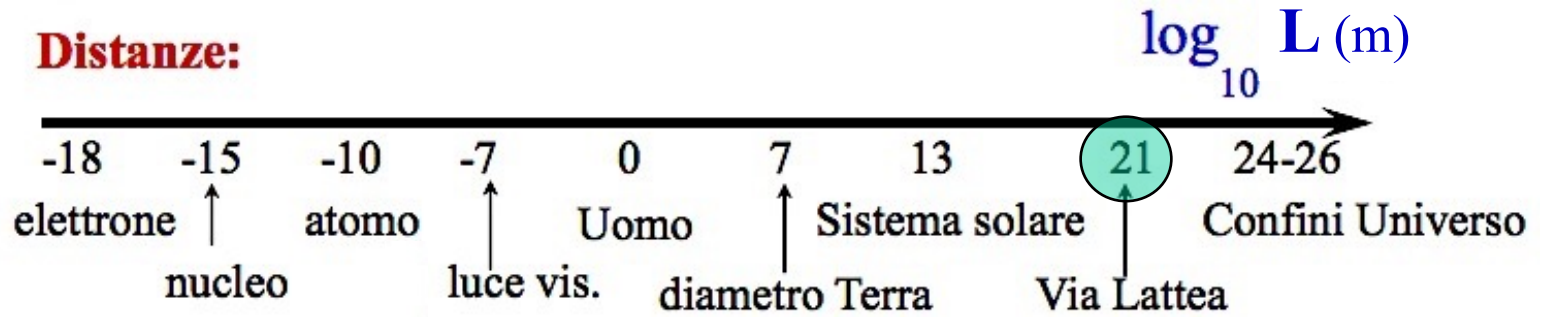 Distanze:
log10 L (m)
-18 -15 -10 -7 0 7 13 21 24-26
elettrone atomo Uomo Sistema solare Confini Universo
nucleo luce vis. diametro Terra Via Lattea